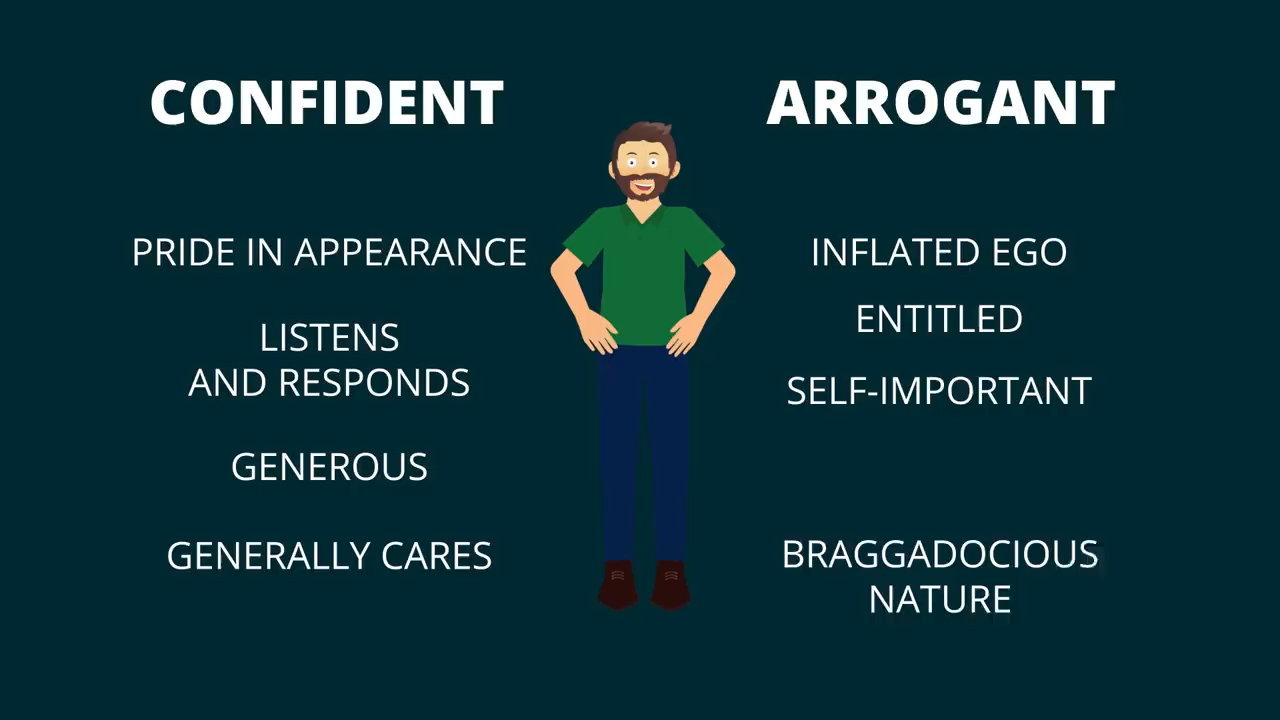 CONFIDENT
PRIDE IN APPEARANCE
LISTENS
AND RESPONDS
GENEROUS
GENERALLY CARES
ARROGANT
INFLATED EGO
ENTITLED
SELF-IMPORTANT
BRAGGADOCIOUS
NATURE